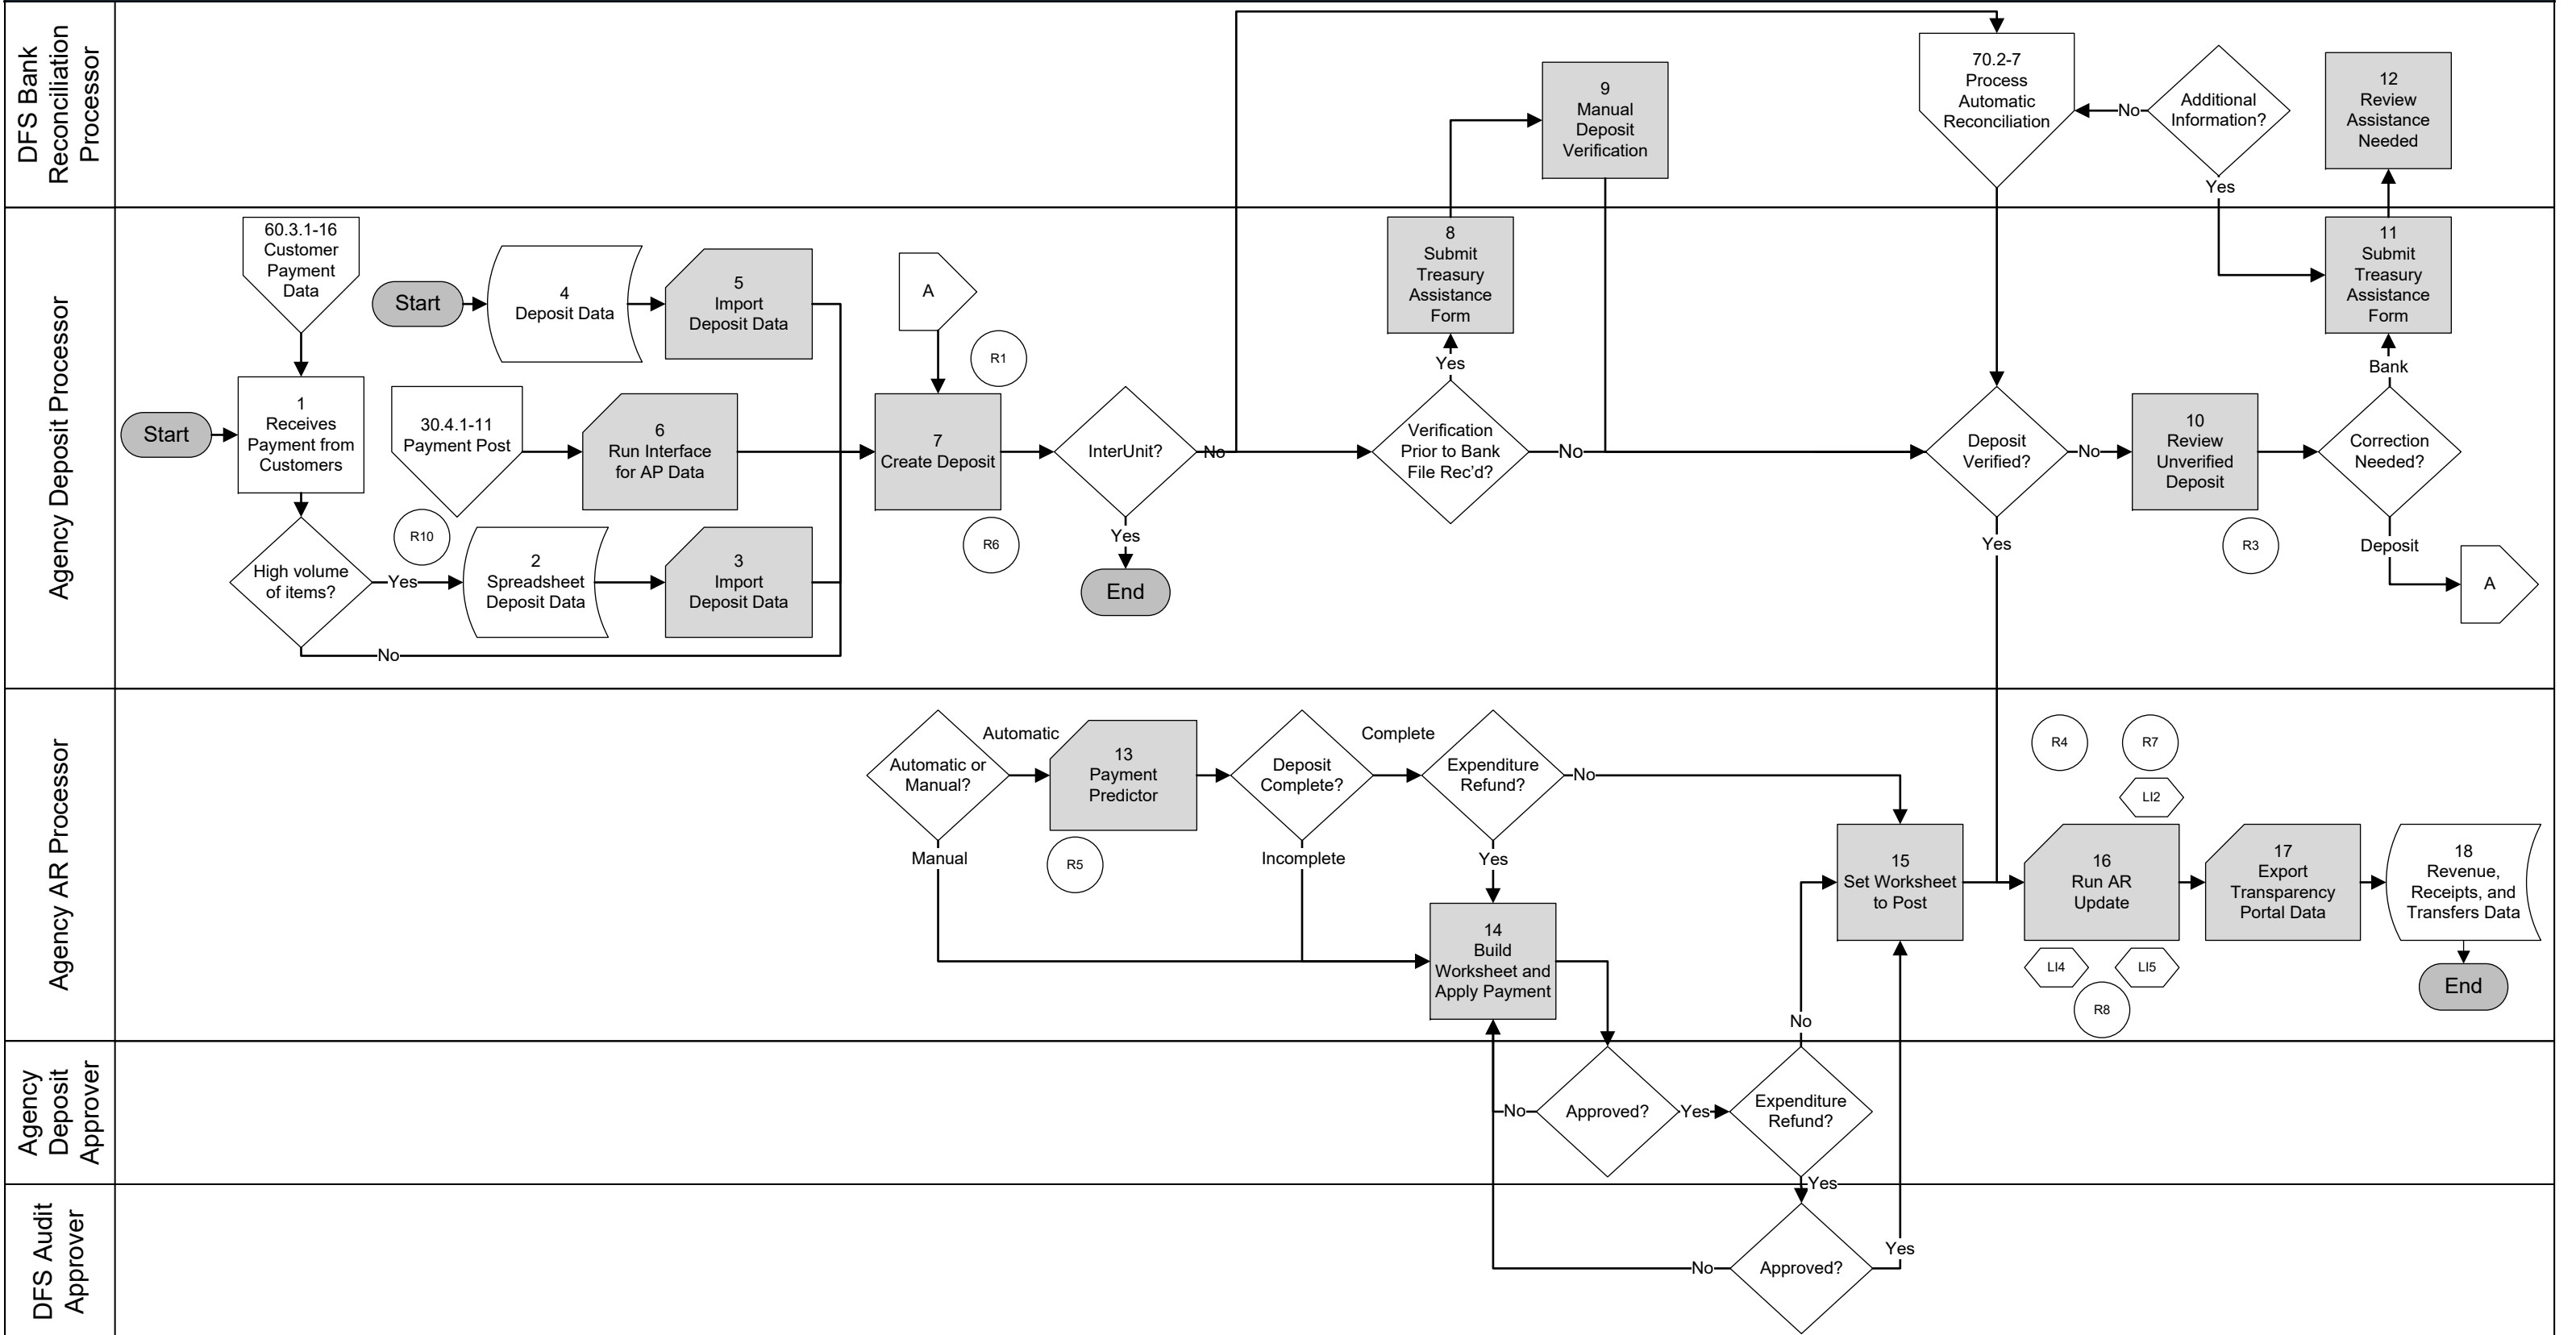 DFS Bank
Reconciliation
Processor
70.2-7
Process
Automatic
Reconciliation
No
Additional
Information?
Yes
12
Review
Assistance
Needed
9
Manual
Deposit
Verification
Agency Deposit Processor
60.3.1-16
Customer
Payment
Data
Start
4
Deposit Data
5
Import
Deposit Data
A
R1
8
Submit
Treasury
Assistance
Form
Yes
11
Submit
Treasury
Assistance
Form
Bank
Start
1
Receives
Payment from
Customers
30.4.1-11
Payment Post
6
Run Interface
for AP Data
7
Create Deposit
InterUnit?
No
Verification
Prior to Bank
File Rec'd?
No
Deposit
Verified?
No
10
Review
Unverified
Deposit
Correction
Needed?
R10
R6
Yes
Yes
R3
Deposit
High volume
of items?
Yes
2
Spreadsheet
Deposit Data
3
Import
Deposit Data
End
A
No
Agency AR Processor
Automatic or
Manual?
Automatic
13
Payment
Predictor
Deposit
Complete?
Complete
Expenditure
Refund?
No
R4
R7
LI2
Manual
R5
Incomplete
Yes
15
Set Worksheet
to Post
16
Run AR
Update
17
Export
Transparency
Portal Data
18
Revenue,
Receipts, and
Transfers Data
14
Build
Worksheet and
Apply Payment
LI4
LI5
R8
End
No
Agency
Deposit
Approver
No
Approved?
Yes
Expenditure
Refund?
Yes
DFS Audit
Approver
No
Approved?
Yes